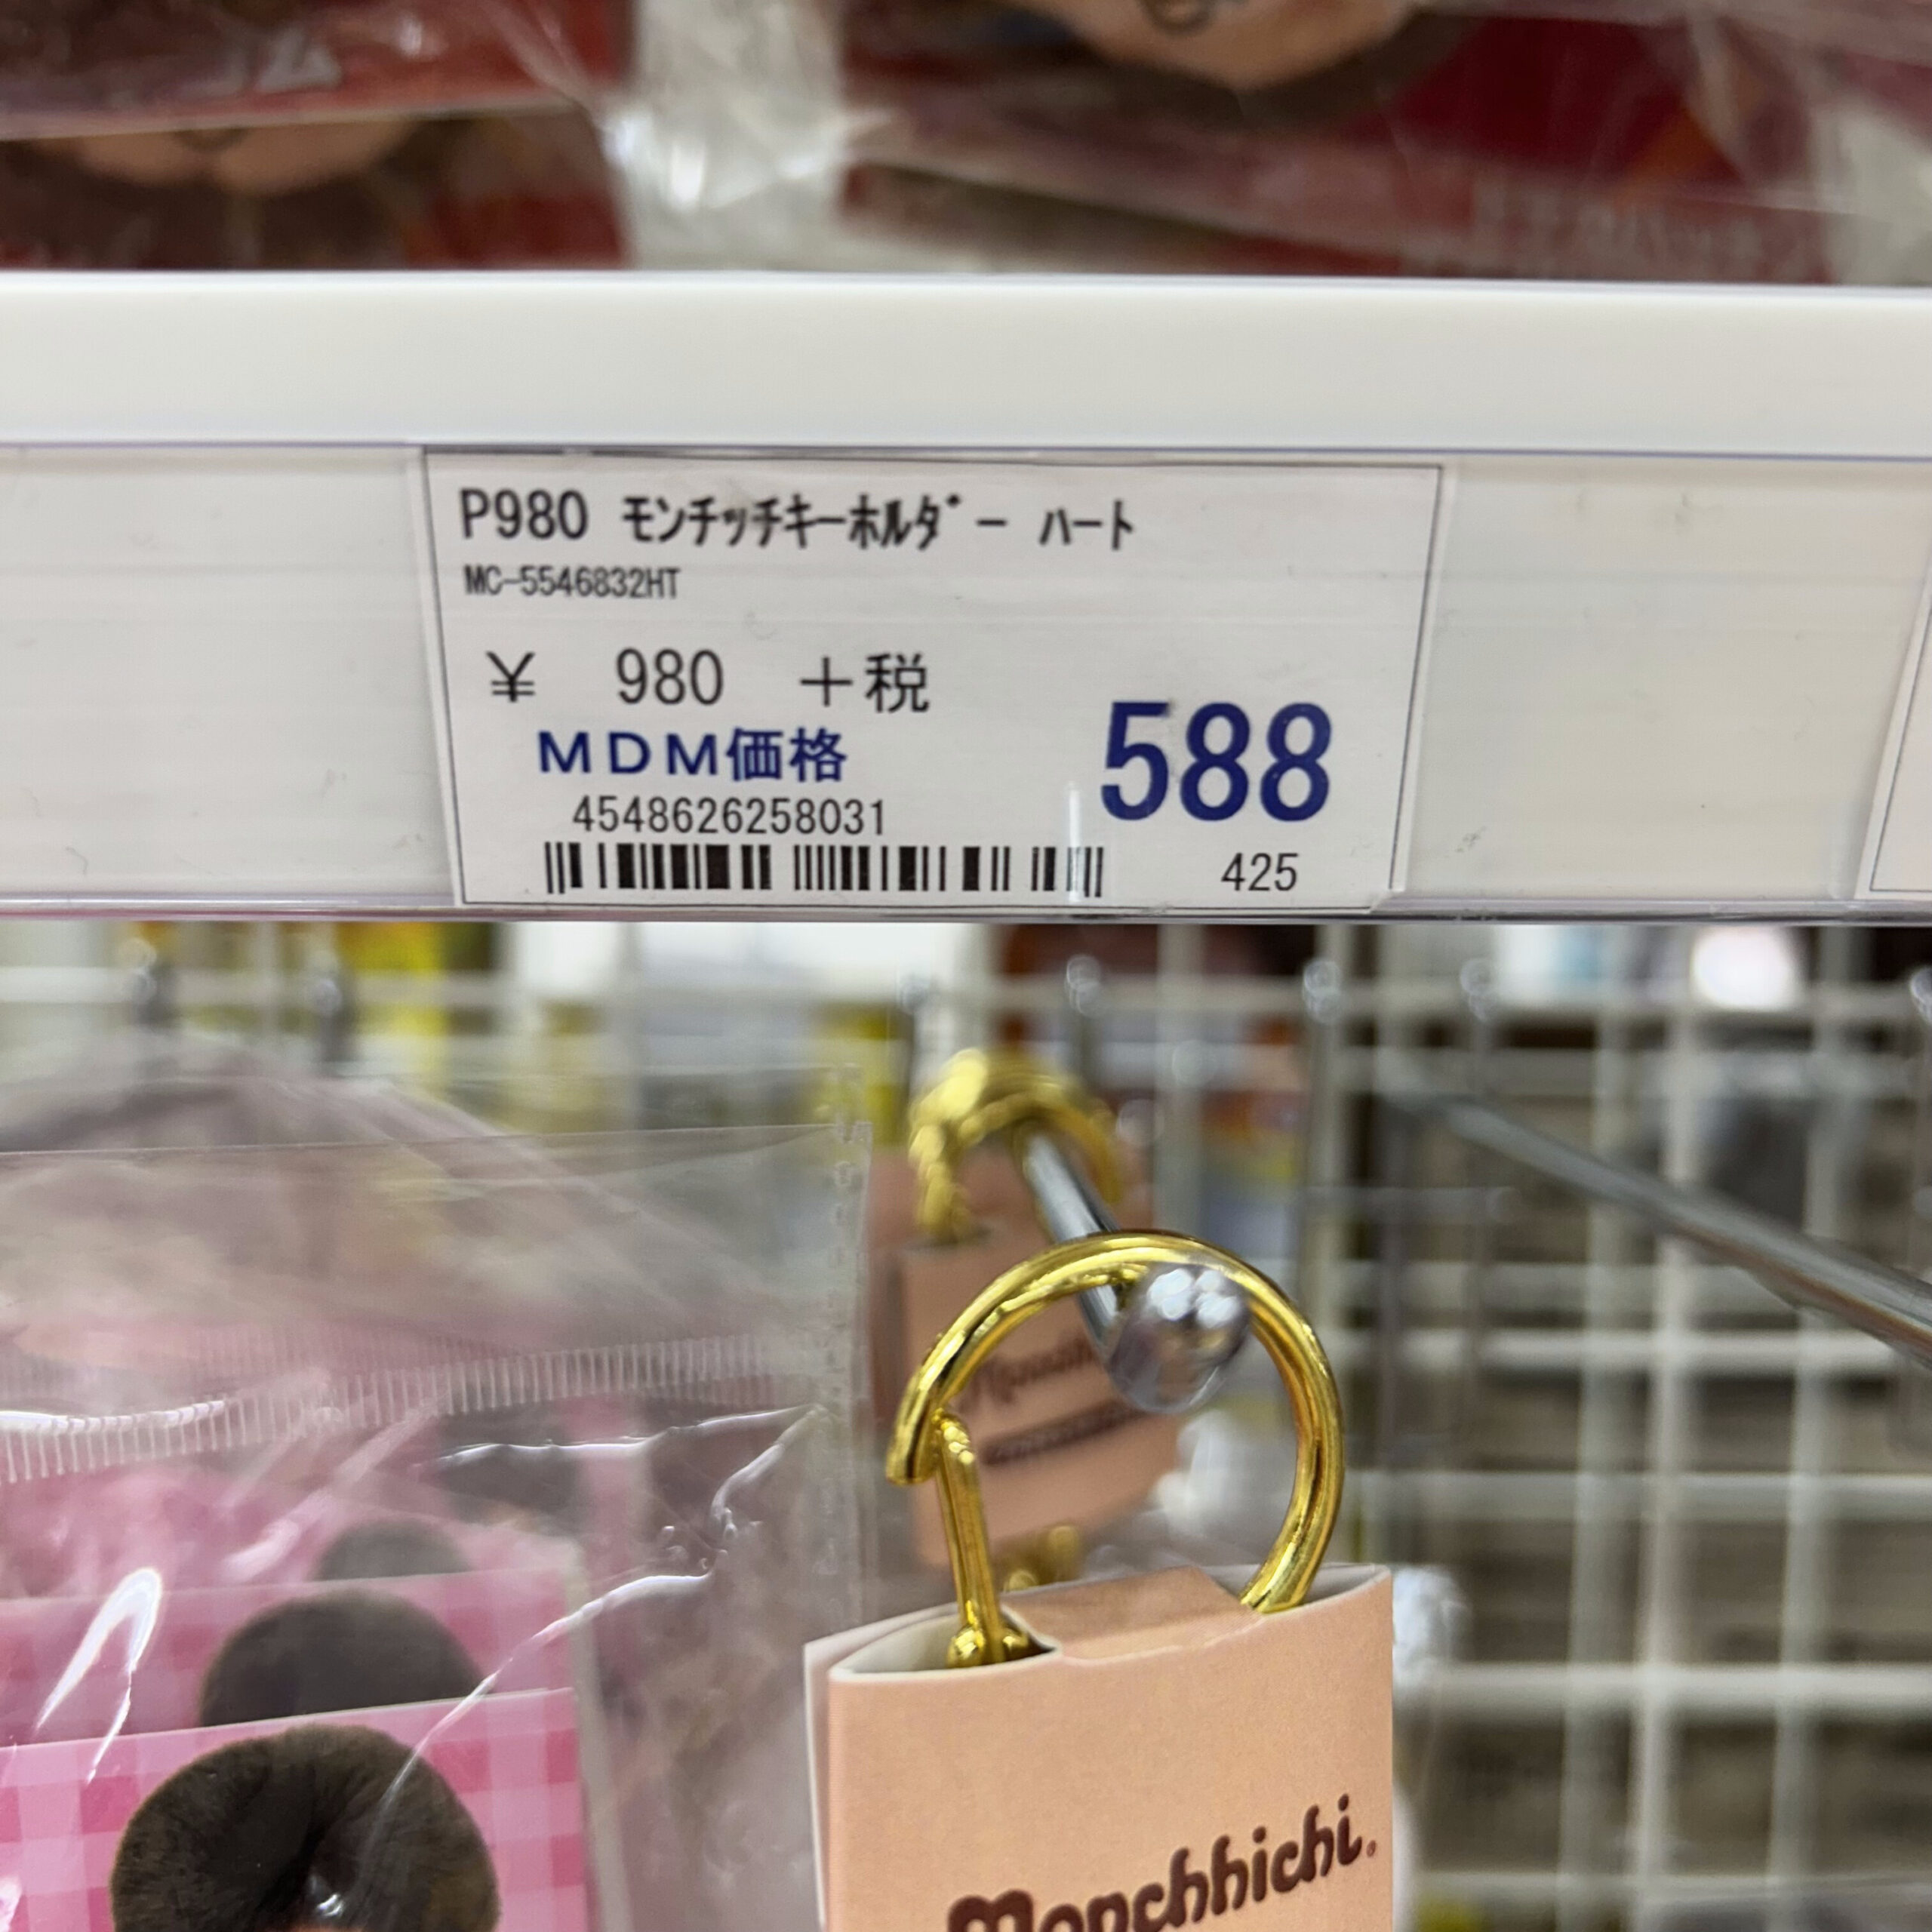 P980 ﾓﾝﾁｯﾁｷｰﾎﾙﾀﾞｰ ﾊｰﾄ
MC-5546832HT
¥ 980 +税
ＭＤＭ価格
588
4548626258031
425
Monchhichi.